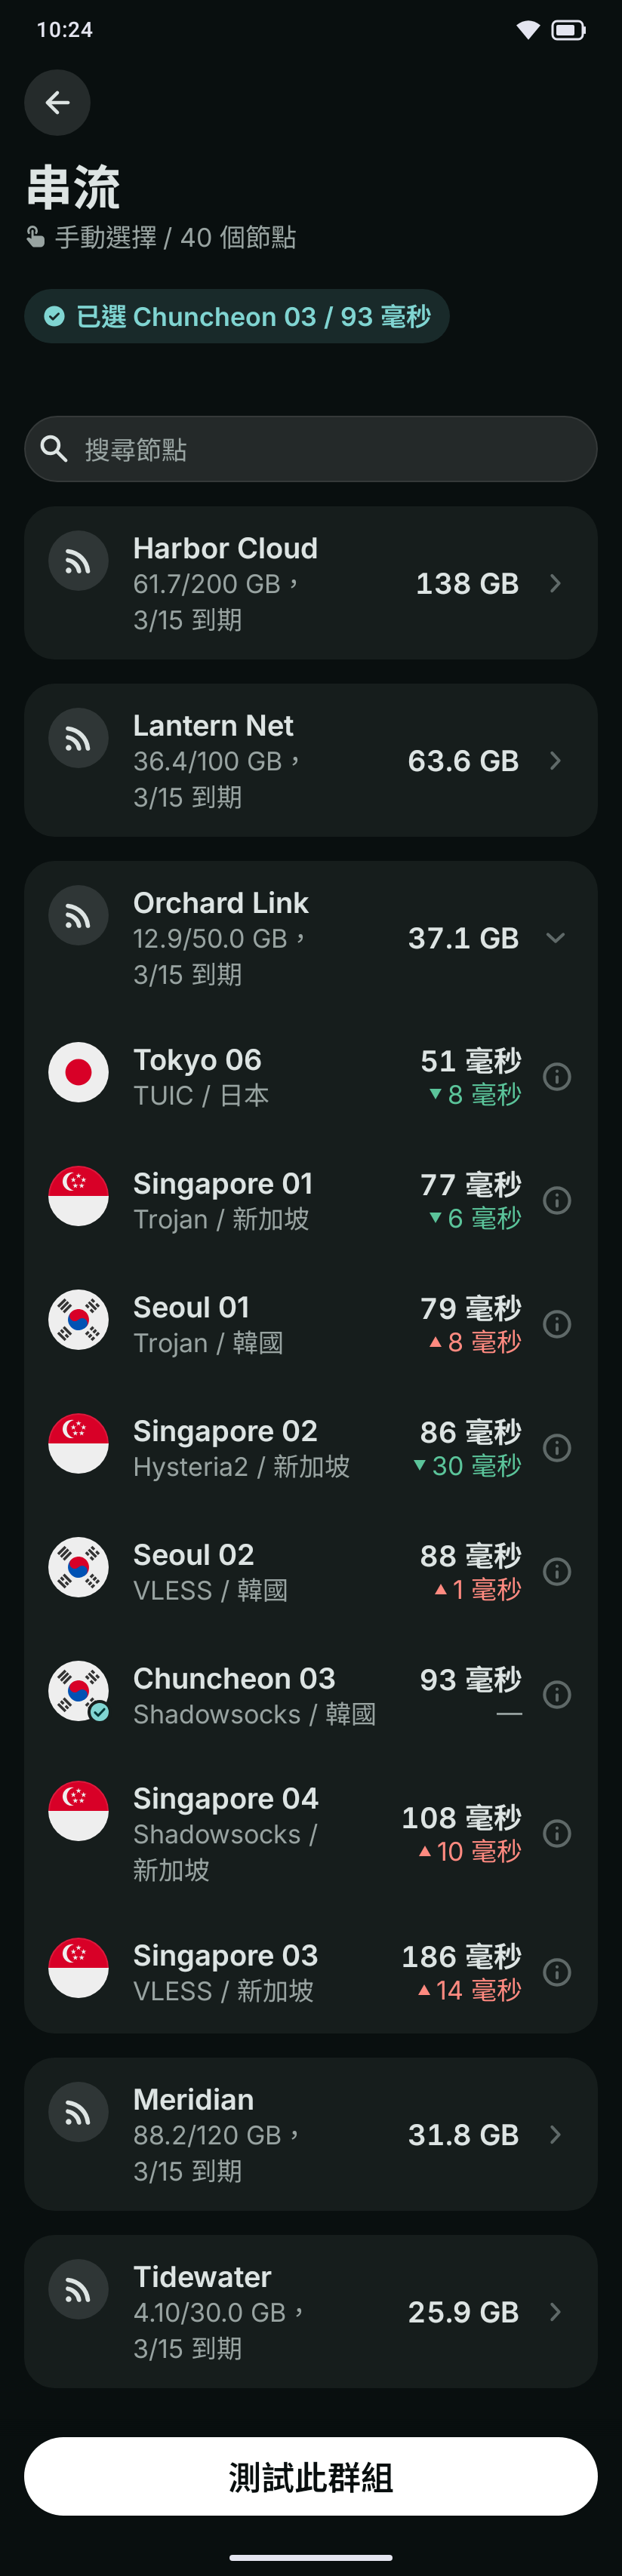 10:24
串流
手動選擇 / 40 個節點
已選 Chuncheon 03 / 93 毫秒
搜尋節點
Harbor Cloud
61.7/200 GB，
3/15 到期
138 GB
Lantern Net
36.4/100 GB，
3/15 到期
63.6 GB
Orchard Link
12.9/50.0 GB，
3/15 到期
37.1 GB
Tokyo 06
TUIC / 日本
51 毫秒
▼8 毫秒
Singapore 01
Trojan / 新加坡
77 毫秒
▼6 毫秒
Seoul 01
Trojan / 韓國
79 毫秒
▲8 毫秒
Singapore 02
Hysteria2 / 新加坡
86 毫秒
▼30 毫秒
Seoul 02
VLESS / 韓國
88 毫秒
▲1 毫秒
Chuncheon 03
Shadowsocks / 韓國
93 毫秒
—
Singapore 04
Shadowsocks /
新加坡
108 毫秒
▲10 毫秒
Singapore 03
VLESS / 新加坡
186 毫秒
▲14 毫秒
Meridian
88.2/120 GB，
3/15 到期
31.8 GB
Tidewater
4.10/30.0 GB，
3/15 到期
25.9 GB
測試此群組